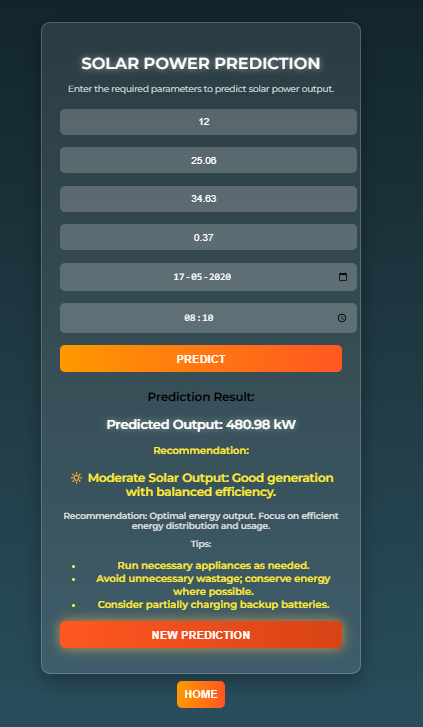 SOLAR POWER PREDICTION
Enter the required parameters to predict solar power output.
12
25.06
34.63
0.37
17-05-2020
08:10
PREDICT
Prediction Result:
Predicted Output: 480.98 kW
Recommendation:
🔆 Moderate Solar Output: Good generation
with balanced efficiency.
Recommendation: Optimal energy output. Focus on efficient
energy distribution and usage.
Tips:
• Run necessary appliances as needed.
• Avoid unnecessary wastage; conserve energy
where possible.
• Consider partially charging backup batteries.
NEW PREDICTION
HOME